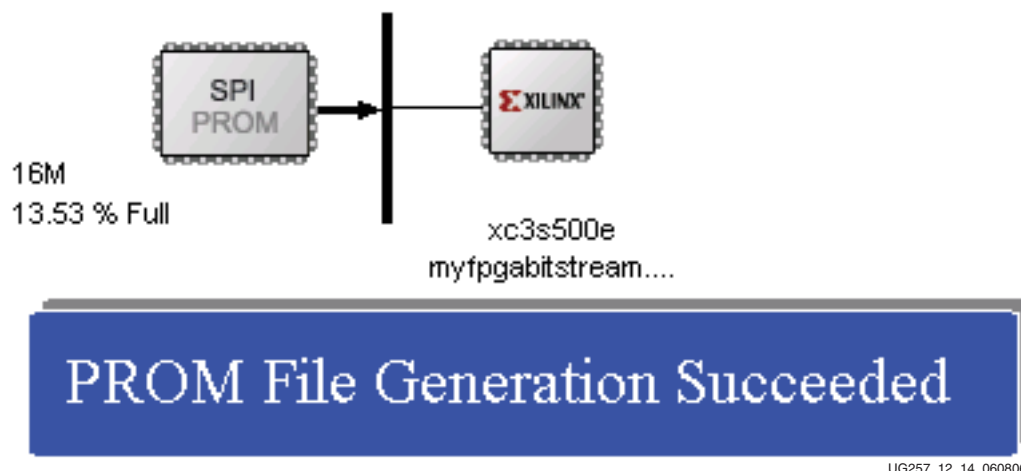 SPI
PROM
XILINX
16M
13.53 % Full
xc3s500e
myfpgabitstream....
PROM File Generation Succeeded